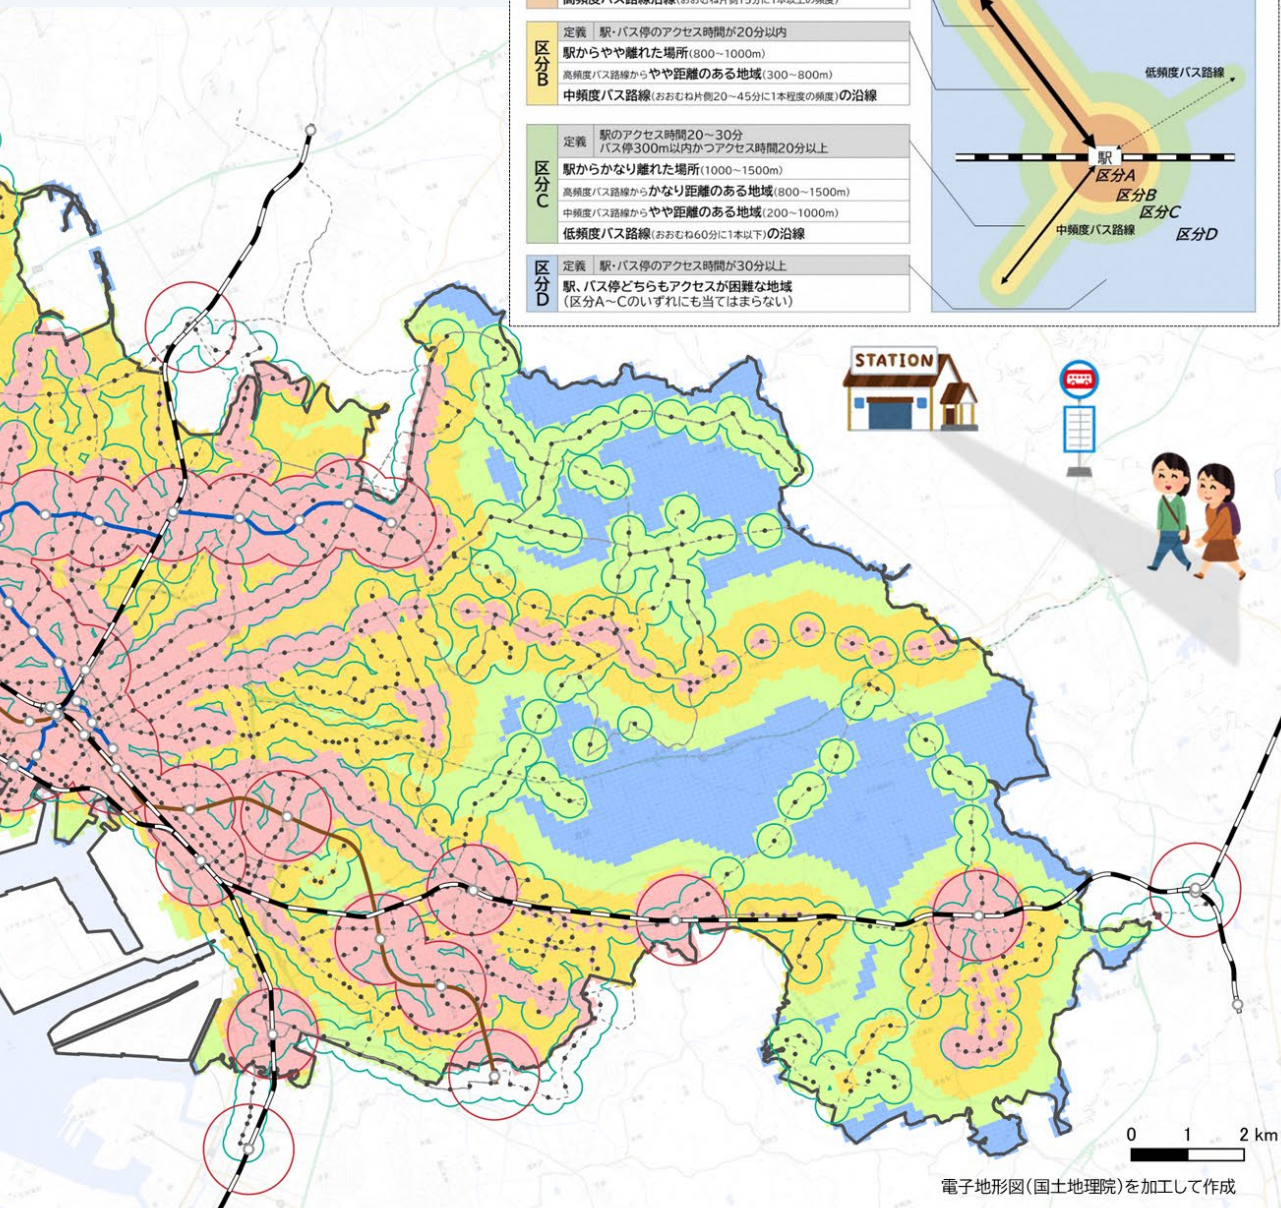 区分B
定義 駅・バス停のアクセス時間が20分以内
駅からやや離れた場所(800～1000m)
高頻度バス路線からやや距離のある地域(300～800m)
中頻度バス路線(おおむね片側20～45分に1本程度の頻度)の沿線
区分C
定義 駅のアクセス時間20～30分
バス停300m以内かつアクセス時間20分以上
駅からかなり離れた場所(1000～1500m)
高頻度バス路線からかなり距離のある地域(800～1500m)
中頻度バス路線からやや距離のある地域(200～1000m)
低頻度バス路線(おおむね60分に1本以下)の沿線
区分D
定義 駅・バス停のアクセス時間が30分以上
駅、バス停どちらもアクセスが困難な地域
(区分A～Cのいずれにも当てはまらない)
低頻度バス路線
駅
区分A
区分B
区分C
中頻度バス路線
区分D
STATION
0 1 2 km
電子地形図(国土地理院)を加工して作成